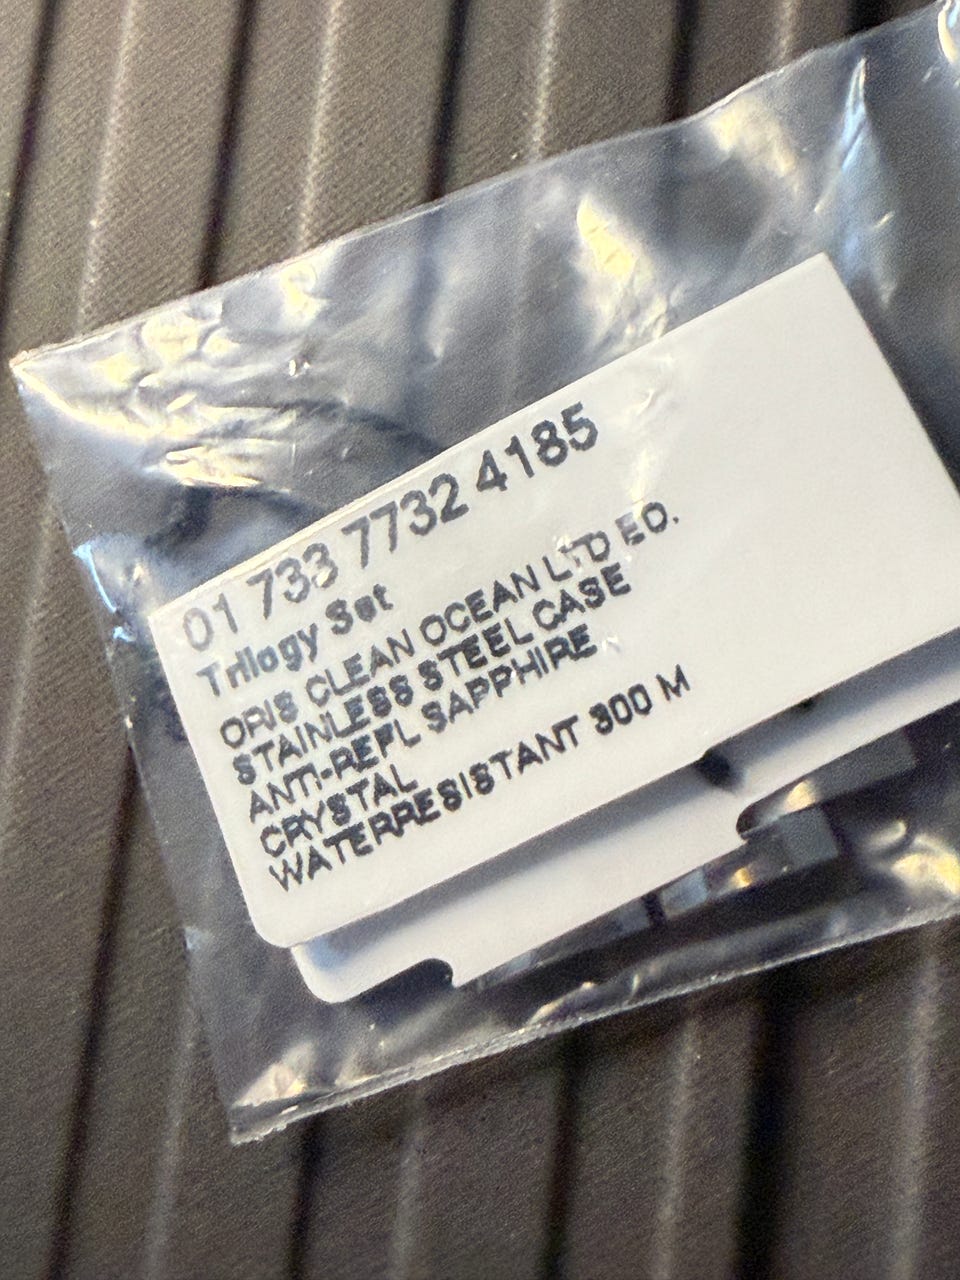 01 733 7732 4185
Trilogy Set
ORIS CLEAN OCEAN LTD ED.
STAINLESS STEEL CASE
ANTI-REFL SAPPHIRE
CRYSTAL
WATERRESISTANT 300 M